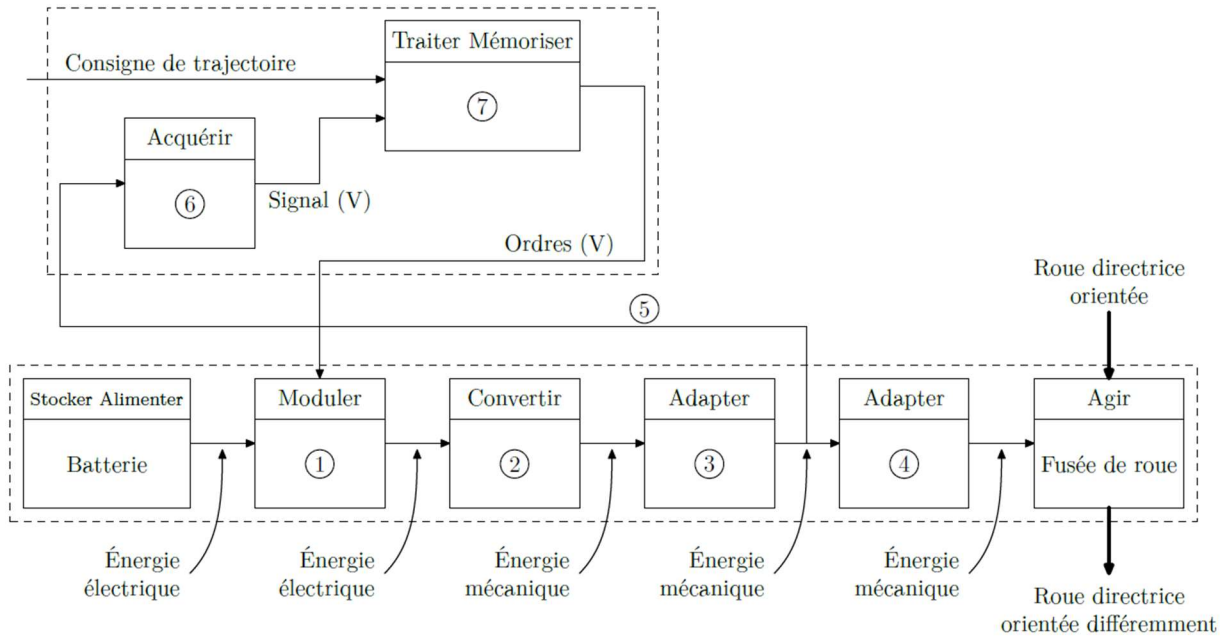 Traiter Mémoriser
Consigne de trajectoire
7
Acquérir
6
Signal (V)
Ordres (V)
Roue directrice
orientée
5
Stocker Alimenter
Moduler
Convertir
Adapter
Adapter
Agir
Batterie
1
2
3
4
Fusée de roue
Énergie
électrique
Énergie
électrique
Énergie
mécanique
Énergie
mécanique
Énergie
mécanique
Roue directrice
orientée différemment